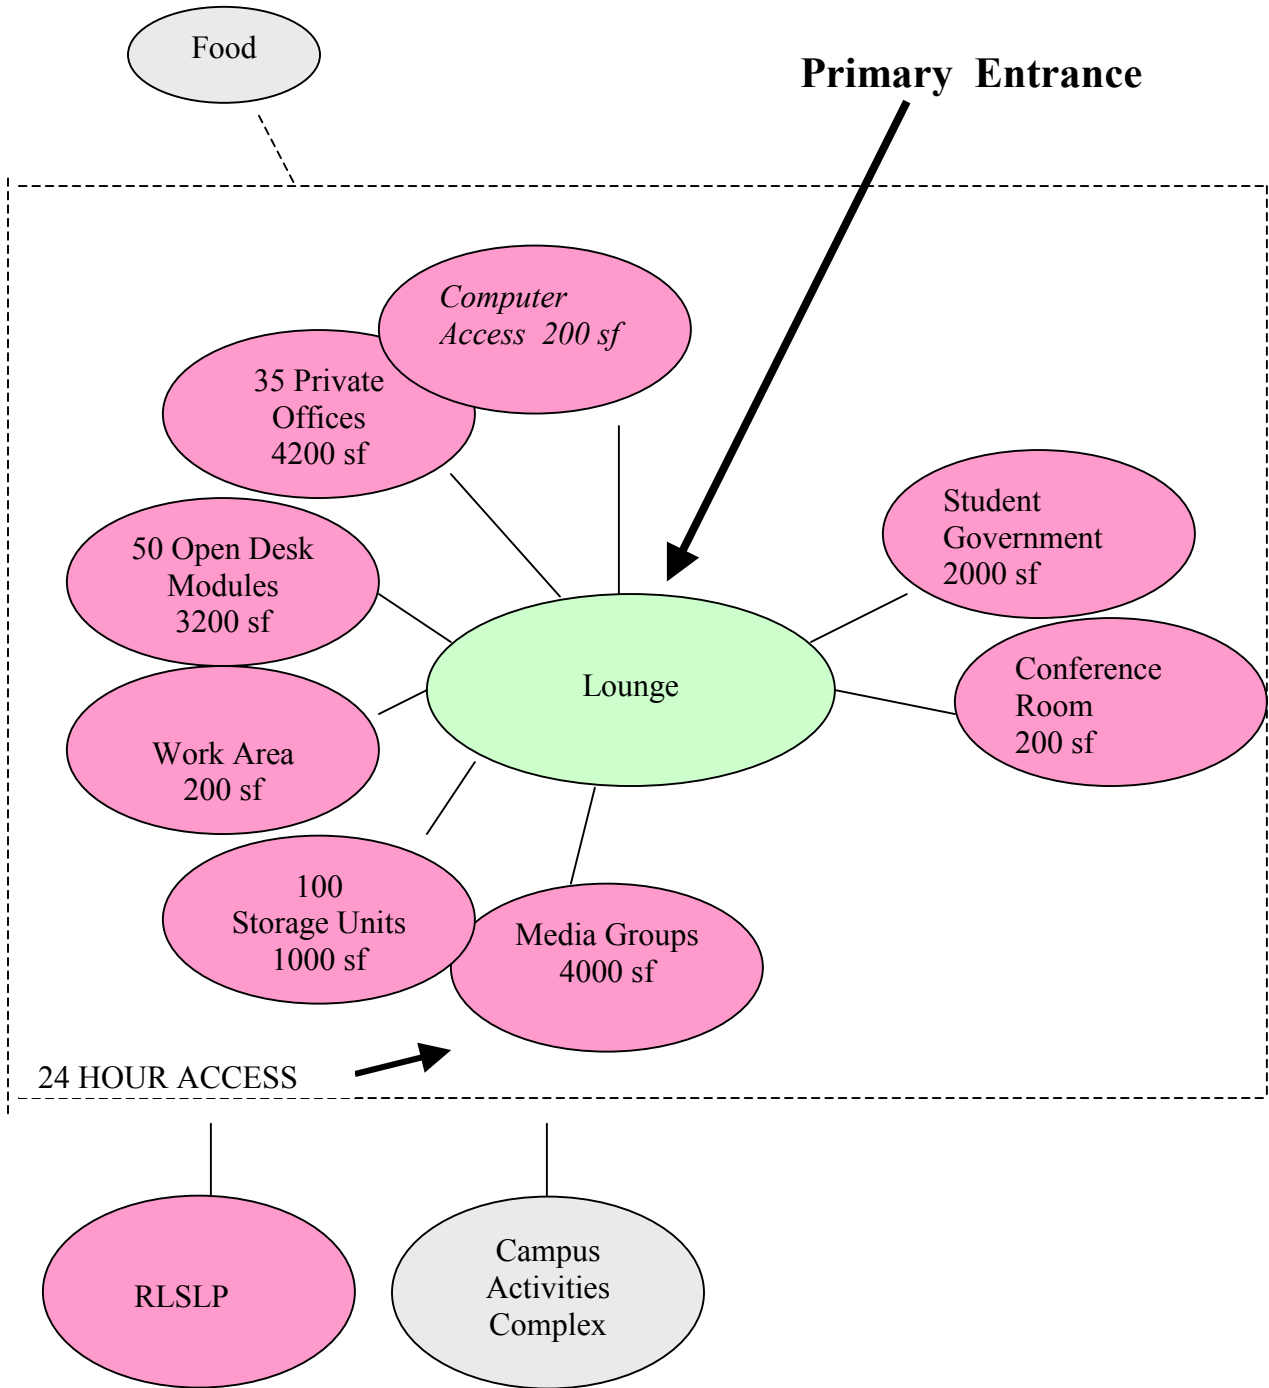 Food
Primary Entrance
Computer
Access 200 sf
35 Private
Offices
4200 sf
Student
Government
2000 sf
50 Open Desk
Modules
3200 sf
Conference
Room
200 sf
Lounge
Work Area
200 sf
100
Storage Units
1000 sf
Media Groups
4000 sf
24 HOUR ACCESS
RLSLP
Campus
Activities
Complex